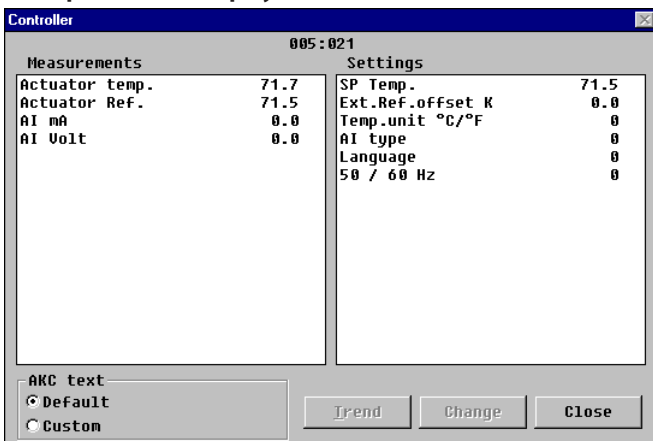 Controller
005:021
Measurements
Settings
Actuator temp. 71.7
Actuator Ref. 71.5
AI mA 0.0
AI Volt 0.0
SP Temp. 71.5
Ext.Ref.offset K 0.0
Temp.unit °C/°F 0
AI type 0
Language 0
50 / 60 Hz 0
AKC text
Default
Custom
Trend
Change
Close